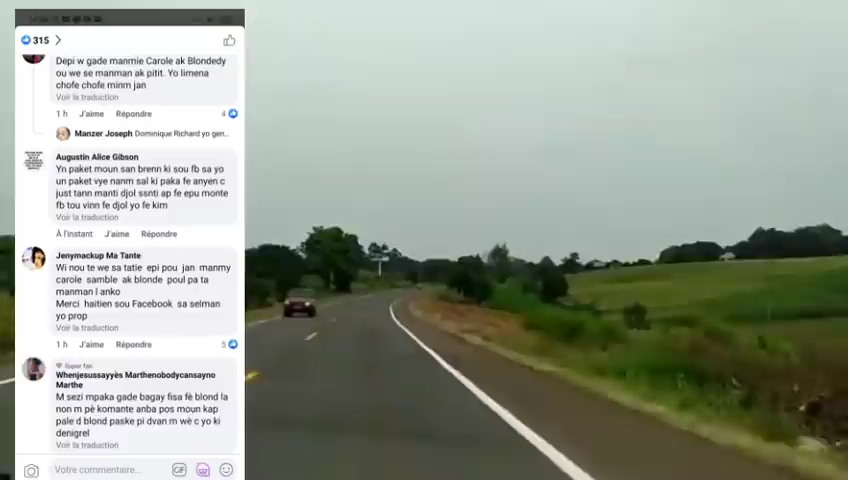 315
Depi w gade manmie Carole ak Blondedy
ou we se manman ak pitit. Yo limena
chofe chofe minm jan
Voir la traduction
1 h J'aime Répondre 4
Manzer Joseph Dominique Richard yo gen...
Augustin Alice Gibson
Yn paket moun san brenn ki sou fb sa yo
un paket vye nanm sal ki paka fe anyen c
just tann manti djol ssnti ap fe epu monte
fb tou vinn fe djol yo fe kim
Voir la traduction
À l'instant J'aime Répondre
Jenymackup Ma Tante
Wi nou te we sa tatie epi pou jan manmy
carole samble ak blonde poul pa ta
manman l anko
Merci haitien sou Facebook sa selman
yo prop
Voir la traduction
1 h J'aime Répondre 5
Super fan
Whenjesussayyès Marthenobodycansayno
Marthe
M sezi mpaka gade bagay fisa fè blond la
non m pè komante anba pos moun kap
pale d blond paske pi dvan m wè c yo ki
denigrel
Voir la traduction
Votre commentaire...
GIF